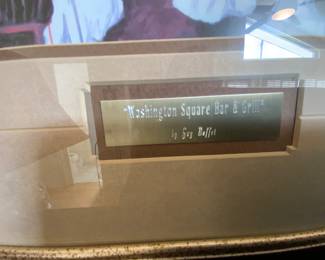 "Washington Square Bar & Grill"
by Guy Buffet